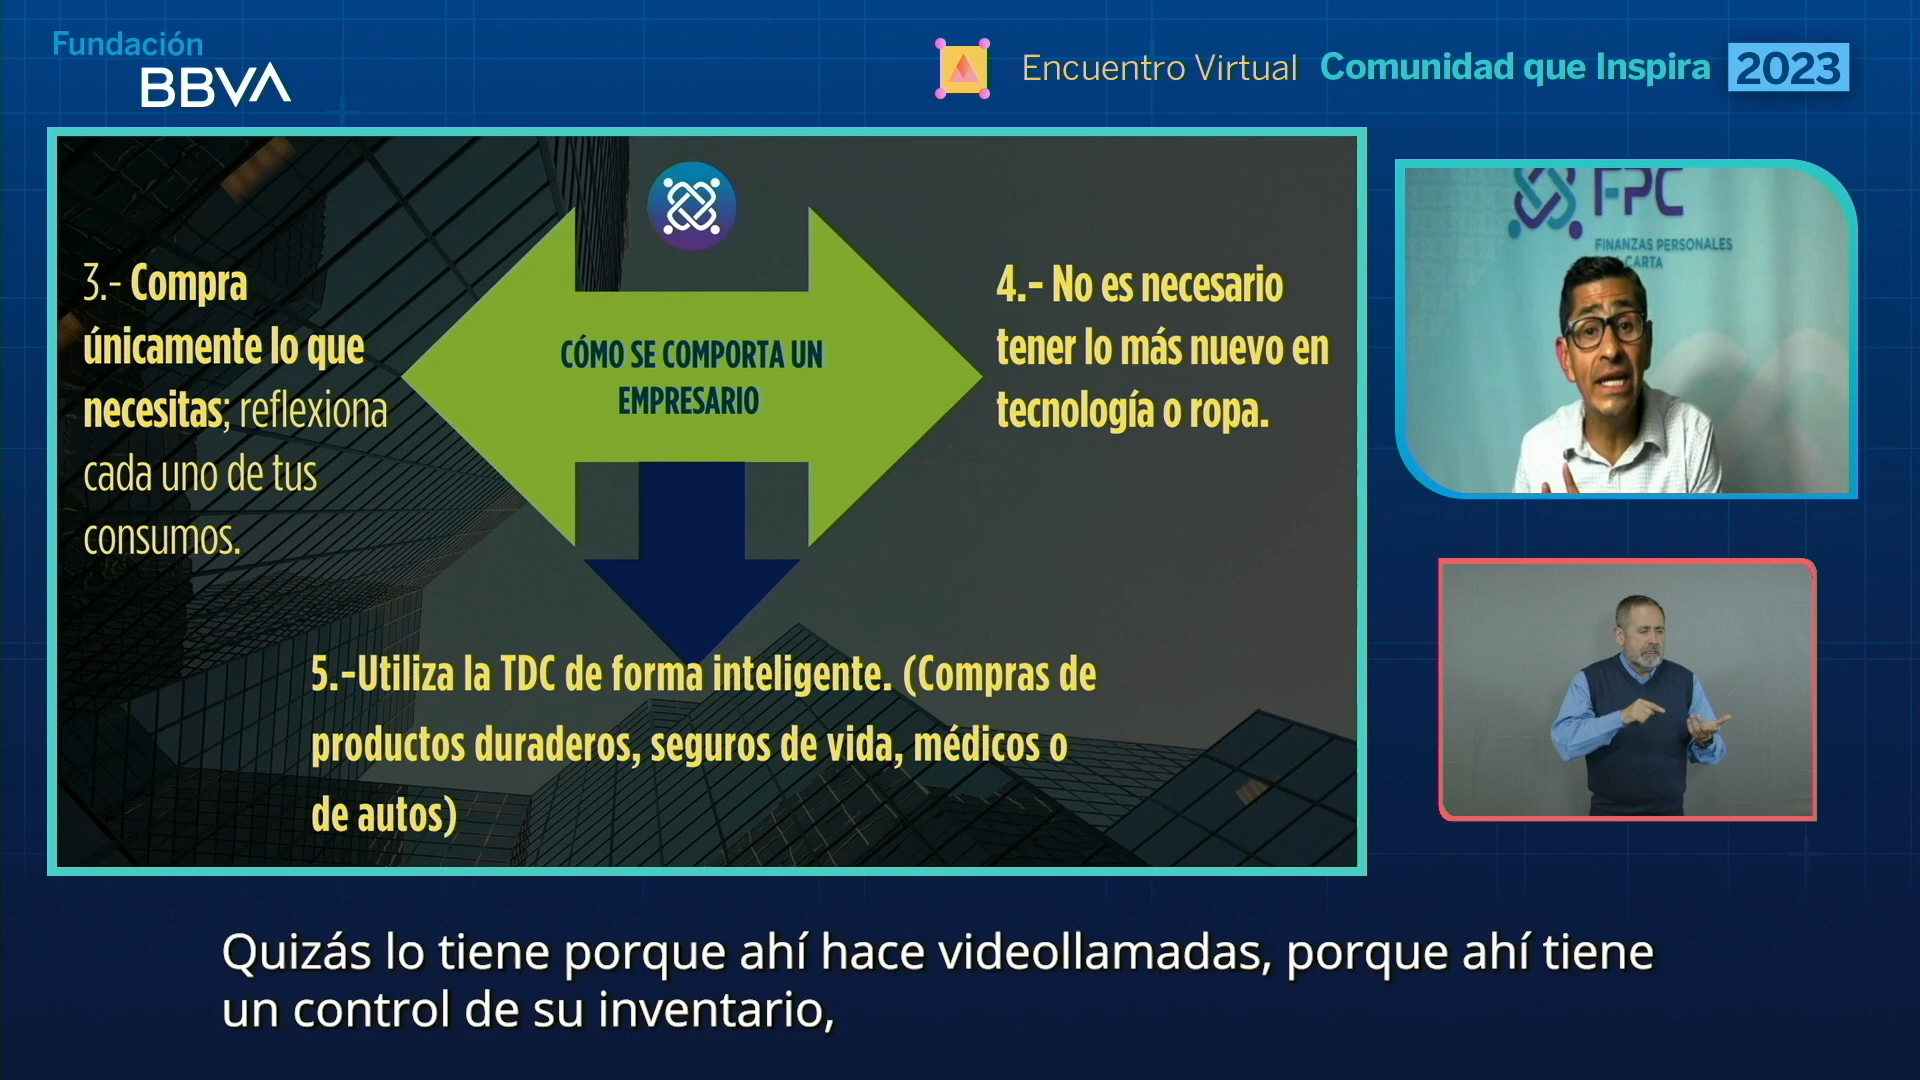 Fundación
BBVA
Encuentro Virtual Comunidad que Inspira 2023
3.- Compra
únicamente lo que
necesitas; reflexiona
cada uno de tus
consumos.
CÓMO SE COMPORTA UN
EMPRESARIO
4.- No es necesario
tener lo más nuevo en
tecnología o ropa.
5.-Utiliza la TDC de forma inteligente. (Compras de
productos duraderos, seguros de vida, médicos o
de autos)
FPC
FINANZAS PERSONALES
CARTA
Quizás lo tiene porque ahí hace videollamadas, porque ahí tiene
un control de su inventario,